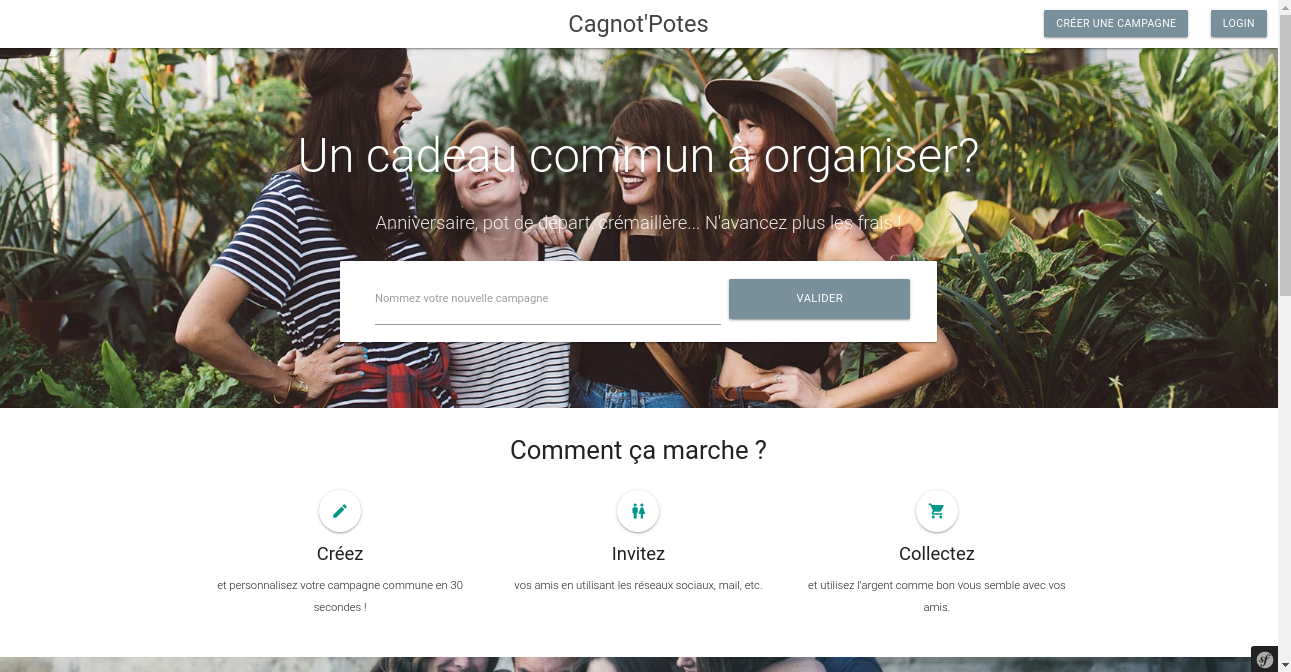 Cagnot'Potes
CRÉER UNE CAMPAGNE
LOGIN
Un cadeau commun à organiser?
Anniversaire, pot de départ, crémaillère... N'avancez plus les frais !
Nommez votre nouvelle campagne
VALIDER
Comment ça marche ?
Créez
et personnalisez votre campagne commune en 30
secondes !
Invitez
vos amis en utilisant les réseaux sociaux, mail, etc.
Collectez
et utilisez l'argent comme bon vous semble avec vos
amis.
sf